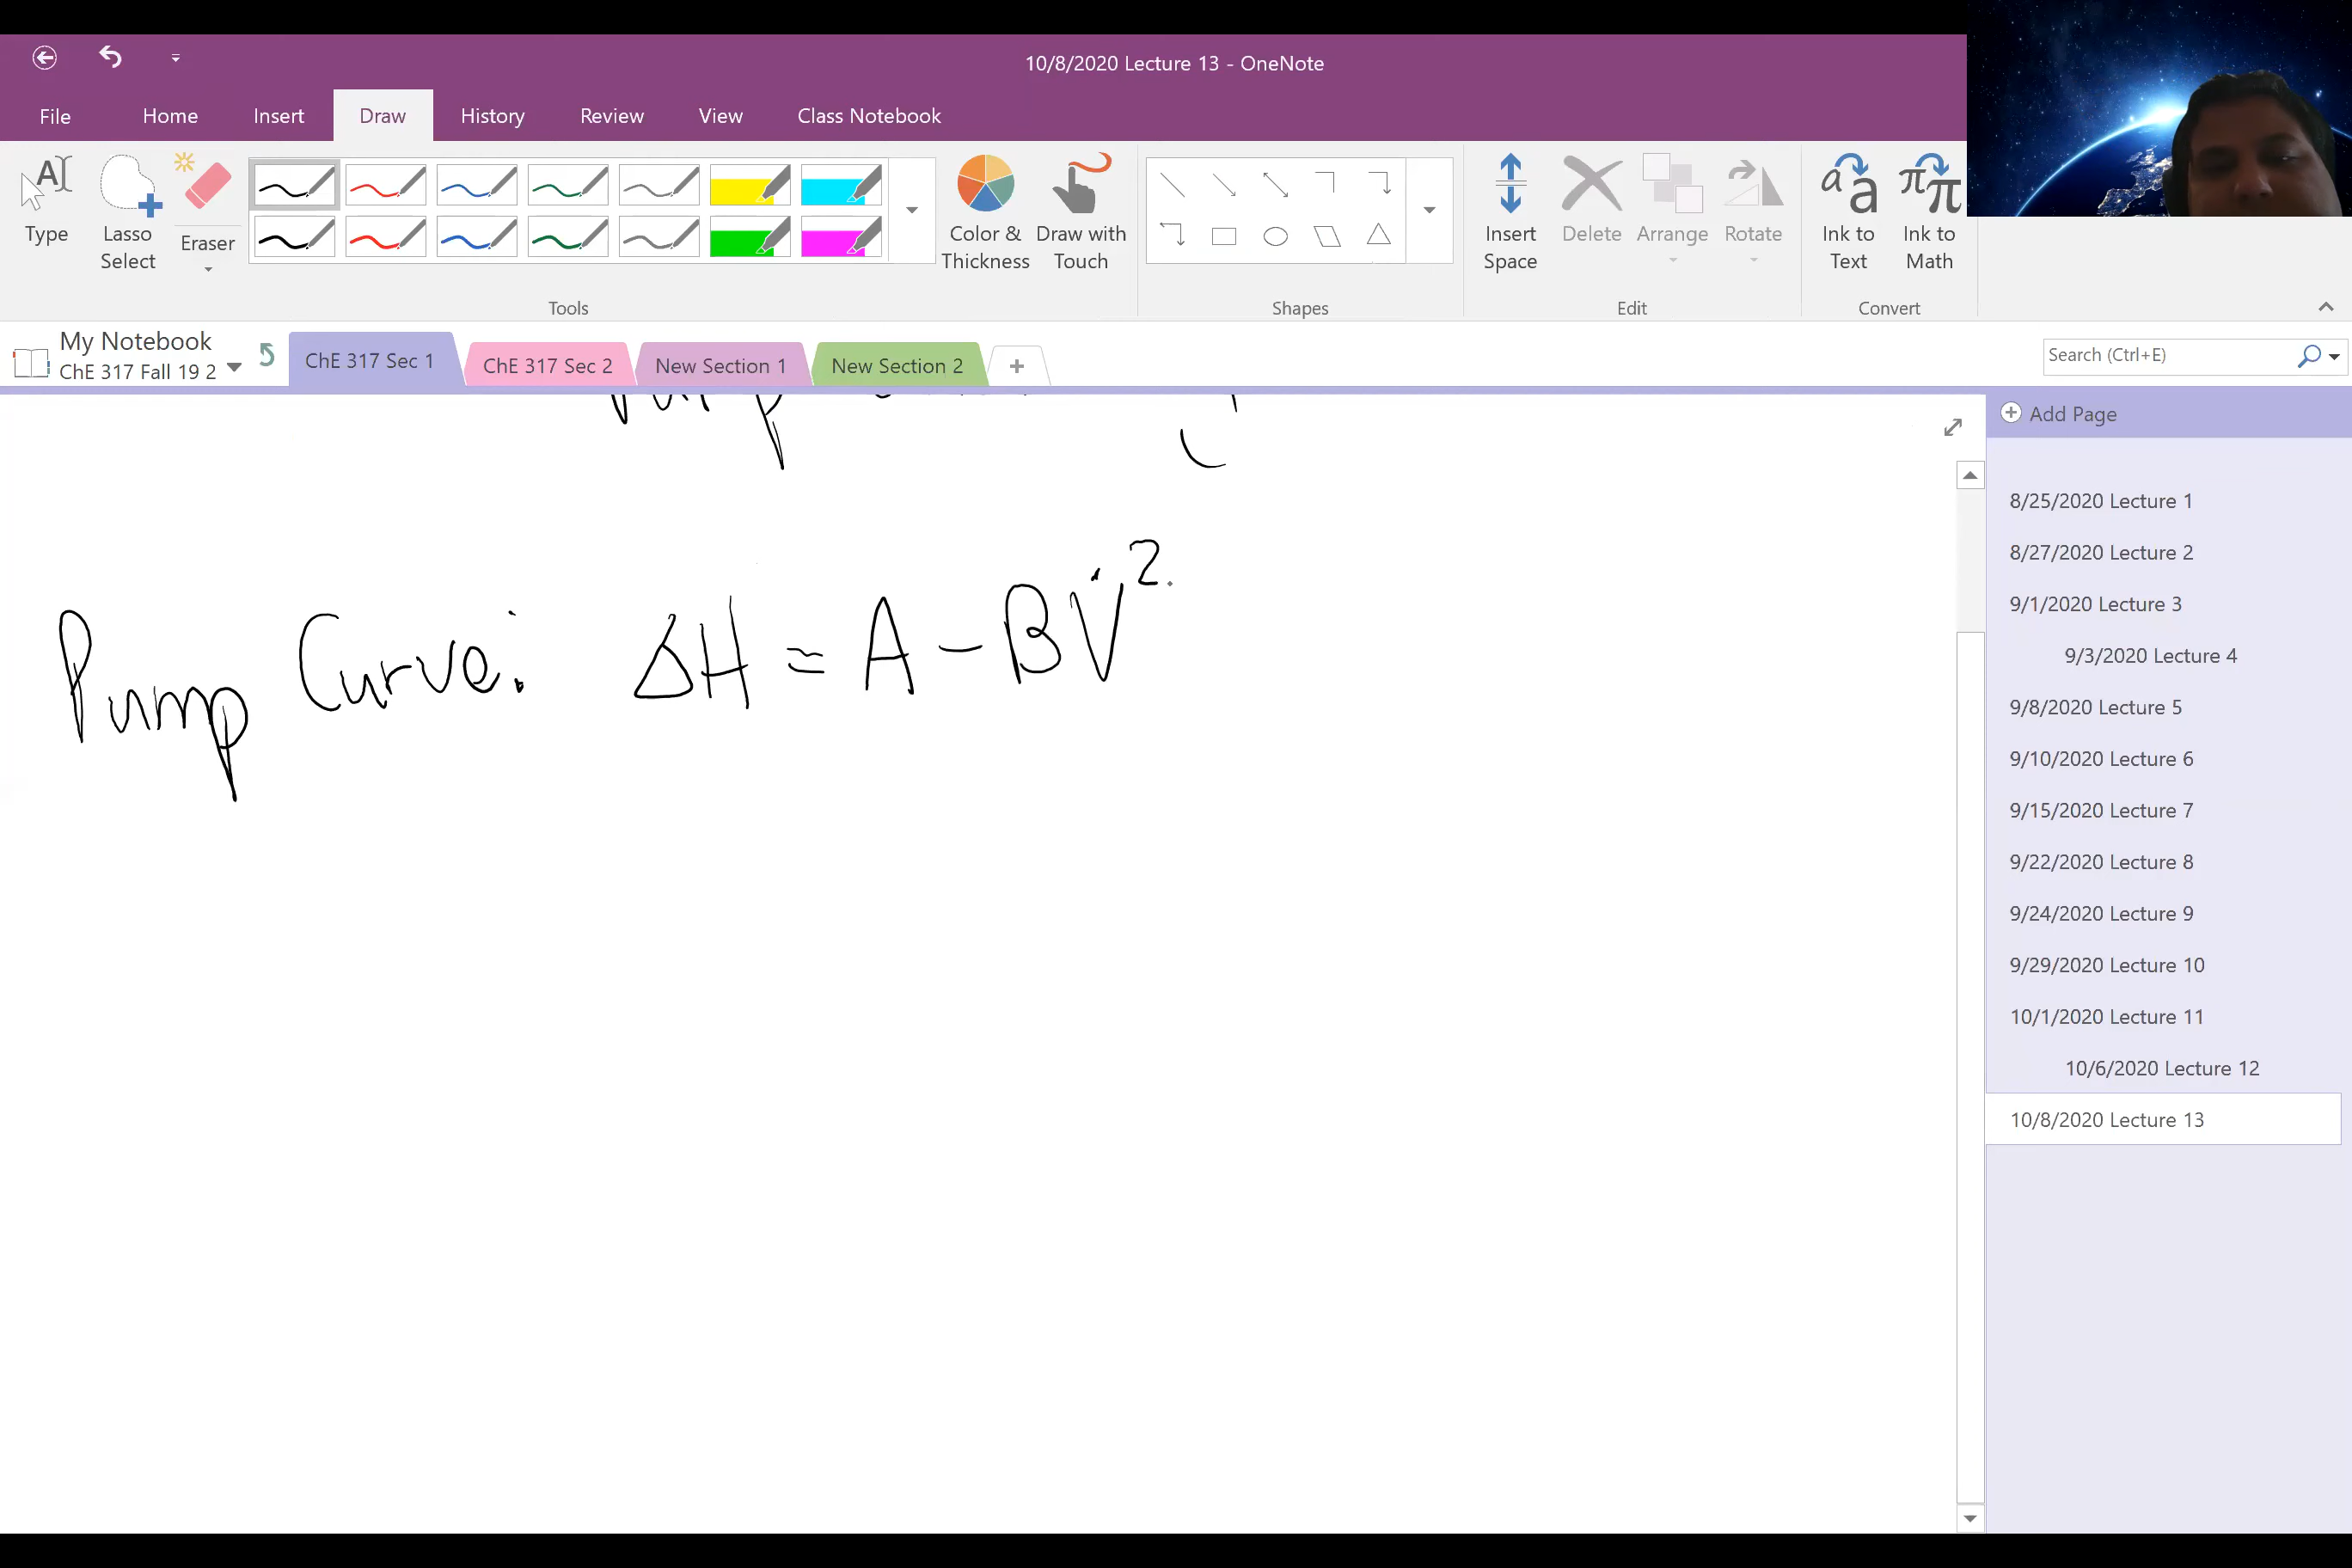 10/8/2020 Lecture 13 - OneNote
File Home Insert Draw History Review View Class Notebook
Type
Lasso Select
Eraser
Color & Thickness
Draw with Touch
Insert Space
Delete
Arrange
Rotate
Ink to Text
Ink to Math
Tools Shapes Edit Convert
My Notebook
ChE 317 Fall 19 2
ChE 317 Sec 1
ChE 317 Sec 2
New Section 1
New Section 2
Search (Ctrl+E)
Pump Curve: ΔH ≈ A − BV̇²
Add Page
8/25/2020 Lecture 1
8/27/2020 Lecture 2
9/1/2020 Lecture 3
9/3/2020 Lecture 4
9/8/2020 Lecture 5
9/10/2020 Lecture 6
9/15/2020 Lecture 7
9/22/2020 Lecture 8
9/24/2020 Lecture 9
9/29/2020 Lecture 10
10/1/2020 Lecture 11
10/6/2020 Lecture 12
10/8/2020 Lecture 13